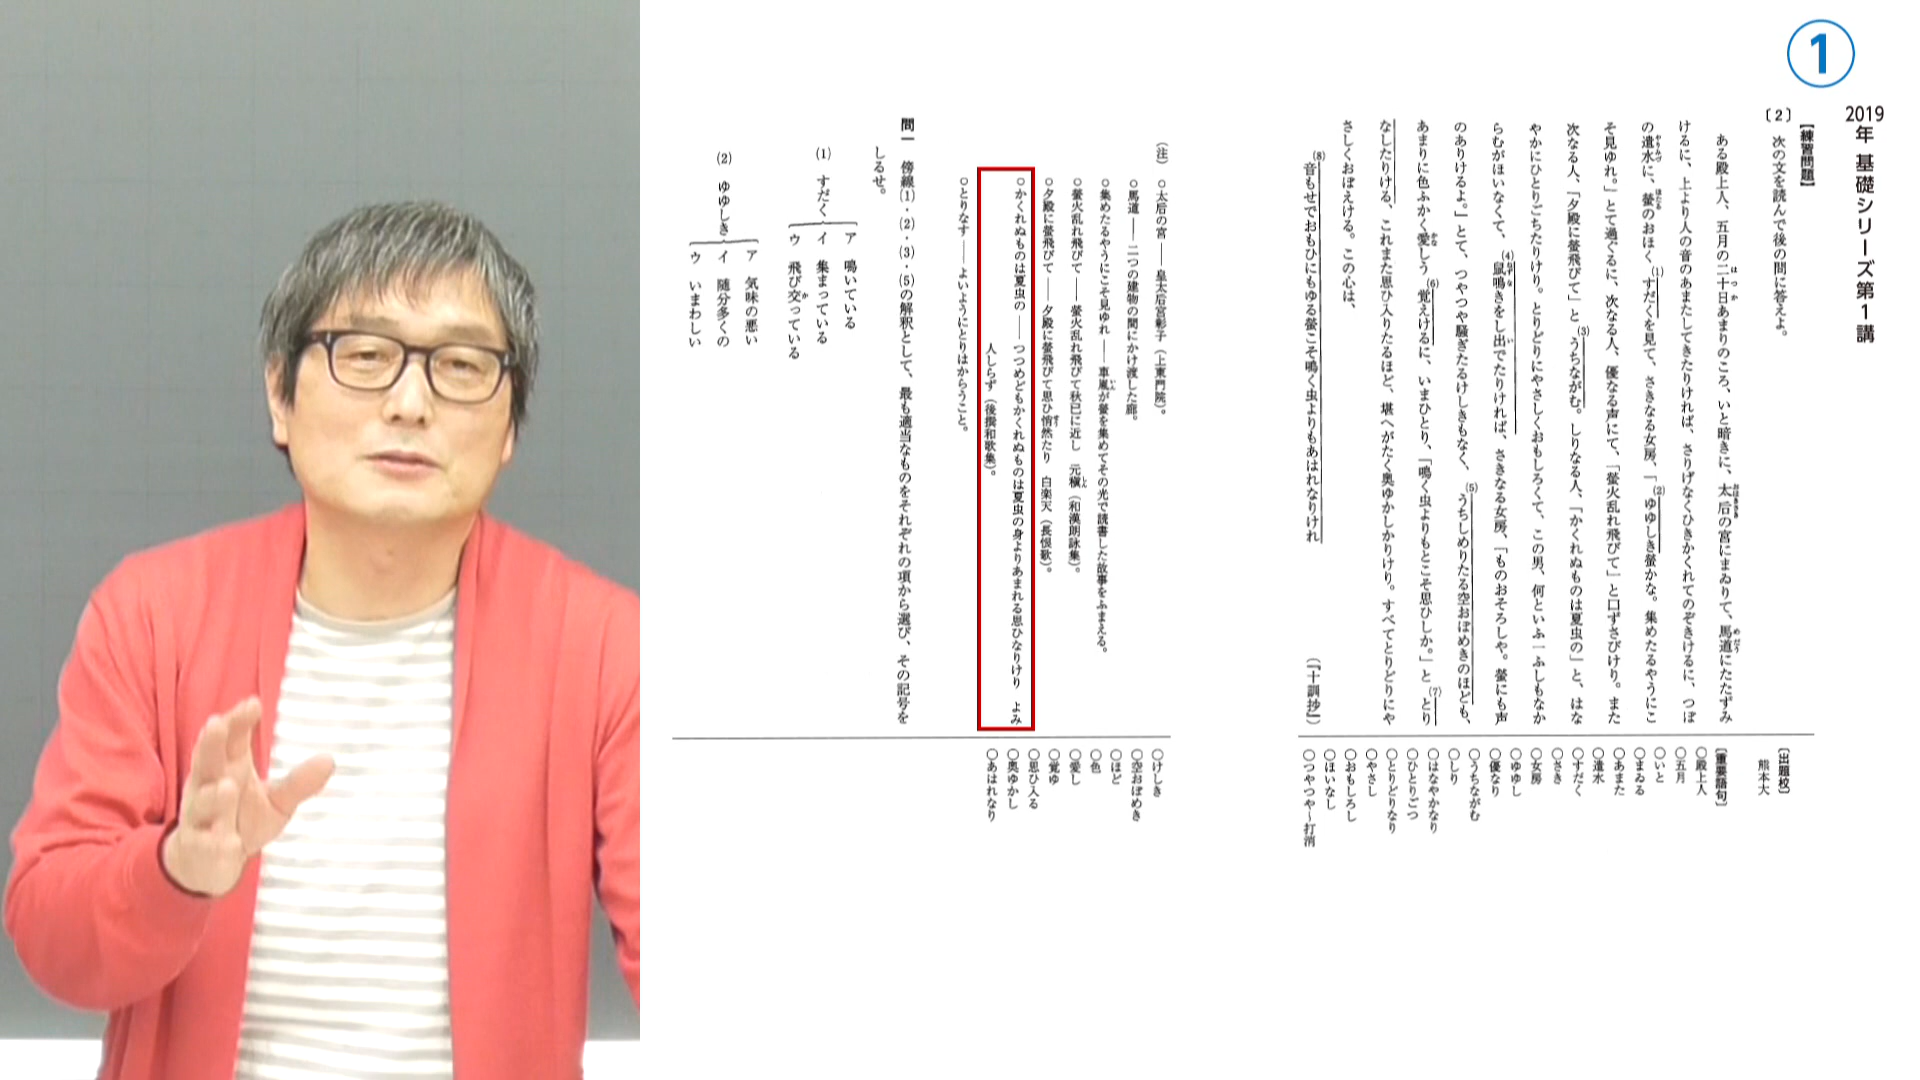 ①
2019年 基礎シリーズ第1講
【練習問題】
〔2〕 次の文を読んで後の問に答えよ。
ある殿上人、五月の二十日あまりのころ、いと暗きに、太后の宮にまゐりて、馬道にたたずみ
けるに、上より人の音のあまたしてきたりければ、さりげなくひきかくれてのぞきけるに、つぼ
の遣水に、螢のおほく⑴すだくを見て、さきなる女房、「⑵ゆゆしき螢かな。集めたるやうにこ
そ見ゆれ。」とて過ぐるに、次なる人、優なる声にて、「螢火乱れ飛びて」と口ずさびけり。また
次なる人、「夕殿に螢飛びて」と⑶うちながむ。しりなる人、「かくれぬものは夏虫の」と、はな
やかにひとりごちたりけり。とりどりにやさしくおもしろくて、この男、何といふ一ふしもなか
らむがほいなくて、⑷鼠鳴きをし出でたりければ、さきなる女房、「ものおそろしや。螢にも声
のありけるよ。」とて、つやつや騒ぎたるけしきもなく、⑸うちしめりたる空おぼめきのほども、
あまりに色ふかく愛しう⑹覚えけるに、いまひとり、「鳴く虫よりもとこそ思ひしか。」と⑺とり
なしたりける、これまた思ひ入りたるほど、堪へがたく奥ゆかしかりけり。すべてとりどりにや
さしくおぼえける。この心は、
⑻音もせでおもひにもゆる螢こそ鳴く虫よりもあはれなりけれ
(『十訓抄』)
〔出題校〕
熊本大
〔重要語句〕
○殿上人
○五月
○いと
○まゐる
○あまた
○遣水
○すだく
○さき
○女房
○ゆゆし
○優なり
○うちながむ
○しり
○はなやかなり
○ひとりごつ
○とりどりなり
○やさし
○おもしろし
○ほいなし
○つやつや～打消
(注) ○太后の宮――皇太后宮彰子(上東門院)。
○馬道――二つの建物の間にかけ渡した廊。
○集めたるやうにこそ見ゆれ――車胤が螢を集めてその光で読書した故事をふまえる。
○螢火乱れ飛びて――螢火乱れ飛びて秋已に近し 元稹(和漢朗詠集)。
○夕殿に螢飛びて――夕殿に螢飛びて思ひ悄然たり 白楽天(長恨歌)。
○かくれぬものは夏虫の――つつめどもかくれぬものは夏虫の身よりあまれる思ひなりけり よみ
人しらず(後撰和歌集)。
○とりなす――よいようにとりはからうこと。
○けしき
○空おぼめき
○ほど
○色
○愛し
○覚ゆ
○思ひ入る
○奥ゆかし
○あはれなり
問一 傍線⑴・⑵・⑶・⑸の解釈として、最も適当なものをそれぞれの項から選び、その記号を
しるせ。
⑴ すだく
ア 鳴いている
イ 集まっている
ウ 飛び交っている
⑵ ゆゆしき
ア 気味の悪い
イ 随分多くの
ウ いまわしい